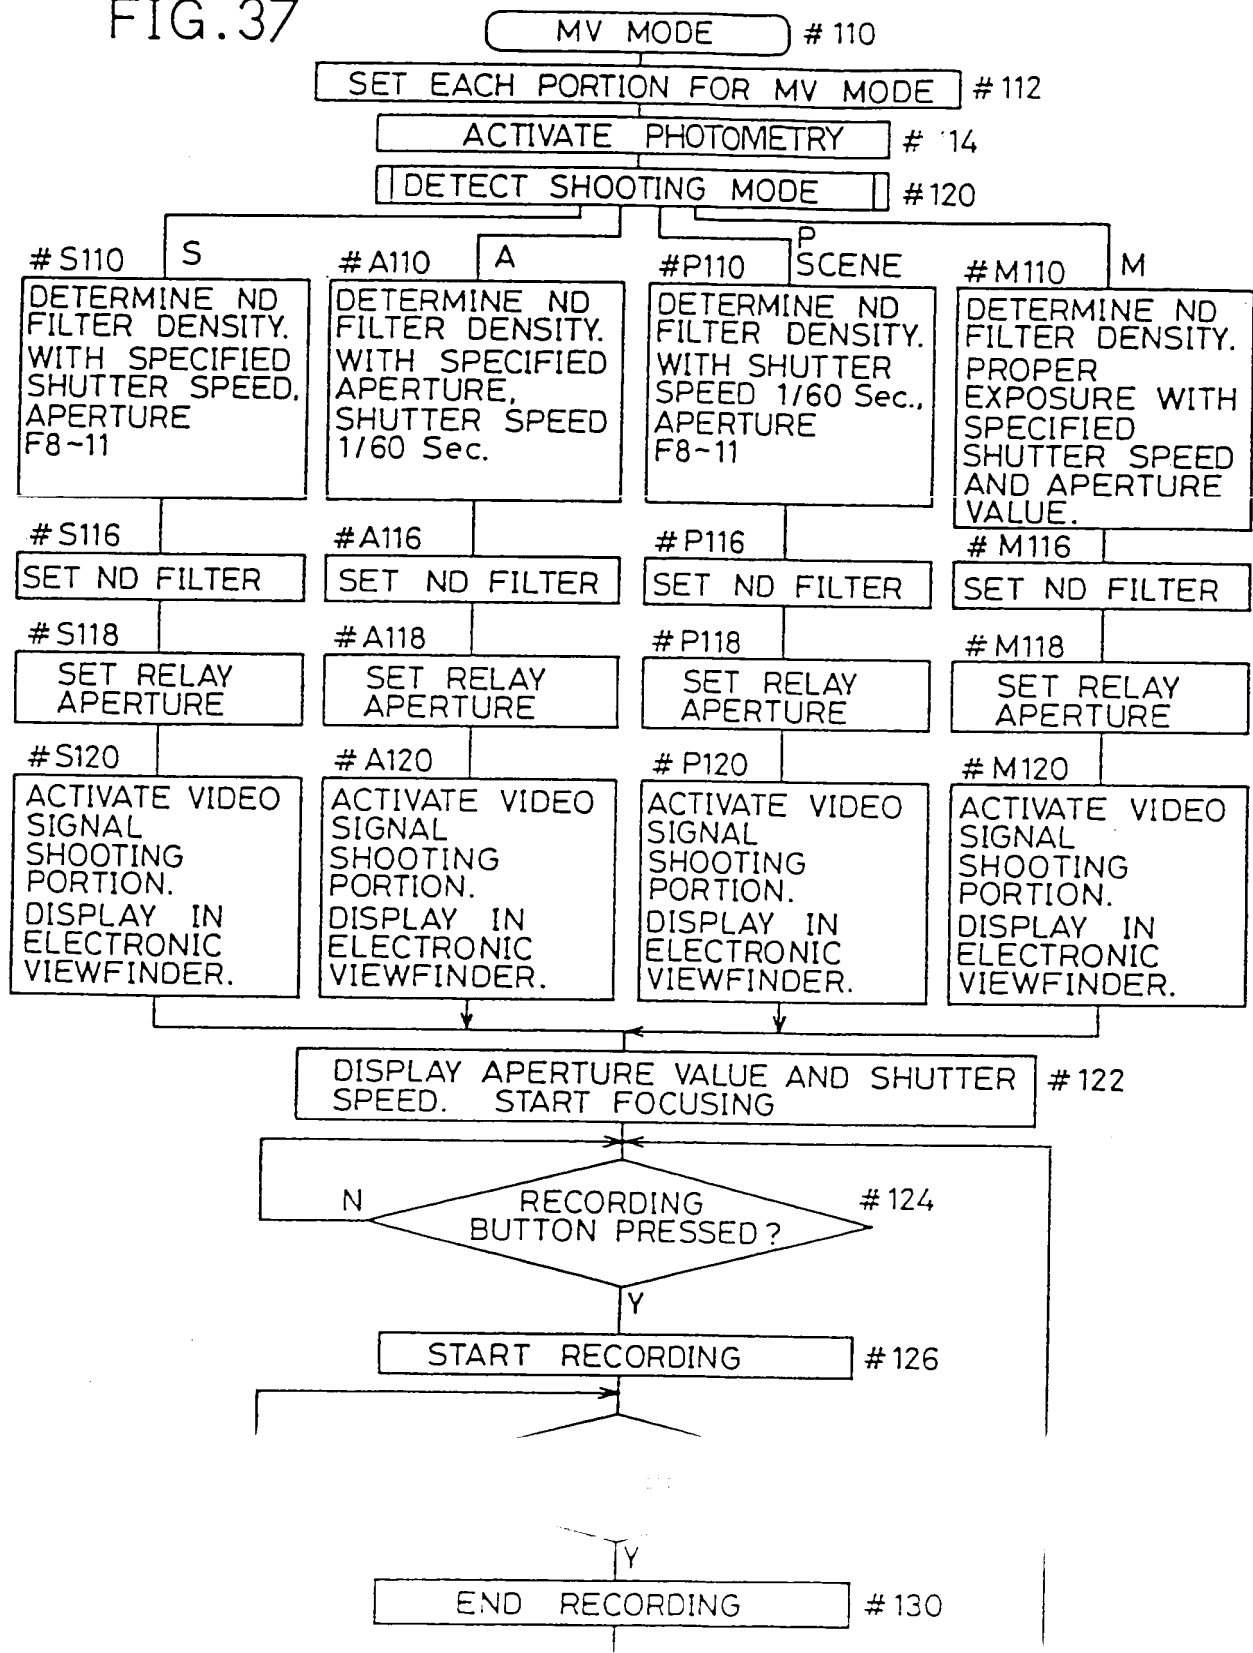 FIG.37
MV MODE #110
SET EACH PORTION FOR MV MODE #112
ACTIVATE PHOTOMETRY # 14
DETECT SHOOTING MODE #120
#S110 S
DETERMINE ND
FILTER DENSITY.
WITH SPECIFIED
SHUTTER SPEED,
APERTURE
F8~11
#S116
SET ND FILTER
#S118
SET RELAY
APERTURE
#S120
ACTIVATE VIDEO
SIGNAL
SHOOTING
PORTION.
DISPLAY IN
ELECTRONIC
VIEWFINDER.
#A110 A
DETERMINE ND
FILTER DENSITY.
WITH SPECIFIED
APERTURE,
SHUTTER SPEED
1/60 Sec.
#A116
SET ND FILTER
#A118
SET RELAY
APERTURE
#A120
ACTIVATE VIDEO
SIGNAL
SHOOTING
PORTION.
DISPLAY IN
ELECTRONIC
VIEWFINDER.
P
#P110 SCENE
DETERMINE ND
FILTER DENSITY.
WITH SHUTTER
SPEED 1/60 Sec.,
APERTURE
F8~11
#P116
SET ND FILTER
#P118
SET RELAY
APERTURE
#P120
ACTIVATE VIDEO
SIGNAL
SHOOTING
PORTION.
DISPLAY IN
ELECTRONIC
VIEWFINDER.
#M110 M
DETERMINE ND
FILTER DENSITY.
PROPER
EXPOSURE WITH
SPECIFIED
SHUTTER SPEED
AND APERTURE
VALUE.
#M116
SET ND FILTER
#M118
SET RELAY
APERTURE
#M120
ACTIVATE VIDEO
SIGNAL
SHOOTING
PORTION.
DISPLAY IN
ELECTRONIC
VIEWFINDER.
DISPLAY APERTURE VALUE AND SHUTTER #122
SPEED. START FOCUSING
N RECORDING #124
BUTTON PRESSED?
Y
START RECORDING #126
Y
END RECORDING #130